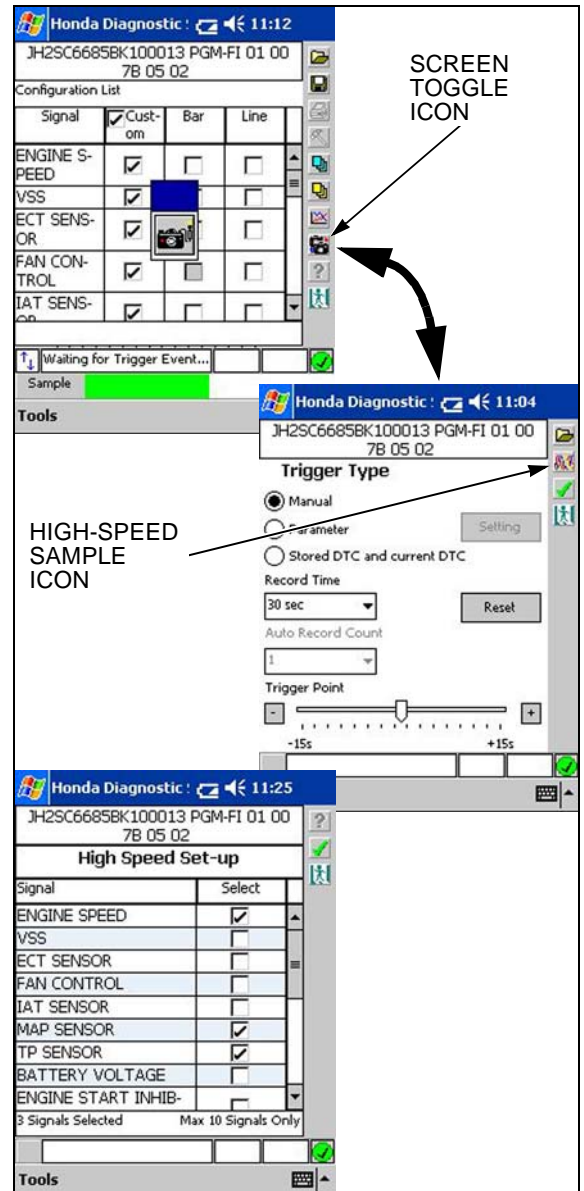 Honda Diagnostic : 11:12
JH2SC6685BK100013 PGM-FI 01 00
7B 05 02
Configuration List
Signal Cust-om Bar Line
ENGINE S-PEED
VSS
ECT SENS-OR
FAN CON-TROL
IAT SENS-OR
Waiting for Trigger Event...
Sample
Tools
SCREEN
TOGGLE
ICON
Honda Diagnostic : 11:04
JH2SC6685BK100013 PGM-FI 01 00
7B 05 02
Trigger Type
Manual
Parameter Setting
Stored DTC and current DTC
Record Time
30 sec Reset
Auto Record Count
1
Trigger Point
- +
-15s +15s
HIGH-SPEED
SAMPLE
ICON
Honda Diagnostic : 11:25
JH2SC6685BK100013 PGM-FI 01 00
7B 05 02
High Speed Set-up
Signal Select
ENGINE SPEED
VSS
ECT SENSOR
FAN CONTROL
IAT SENSOR
MAP SENSOR
TP SENSOR
BATTERY VOLTAGE
ENGINE START INHIB-
3 Signals Selected Max 10 Signals Only
Tools